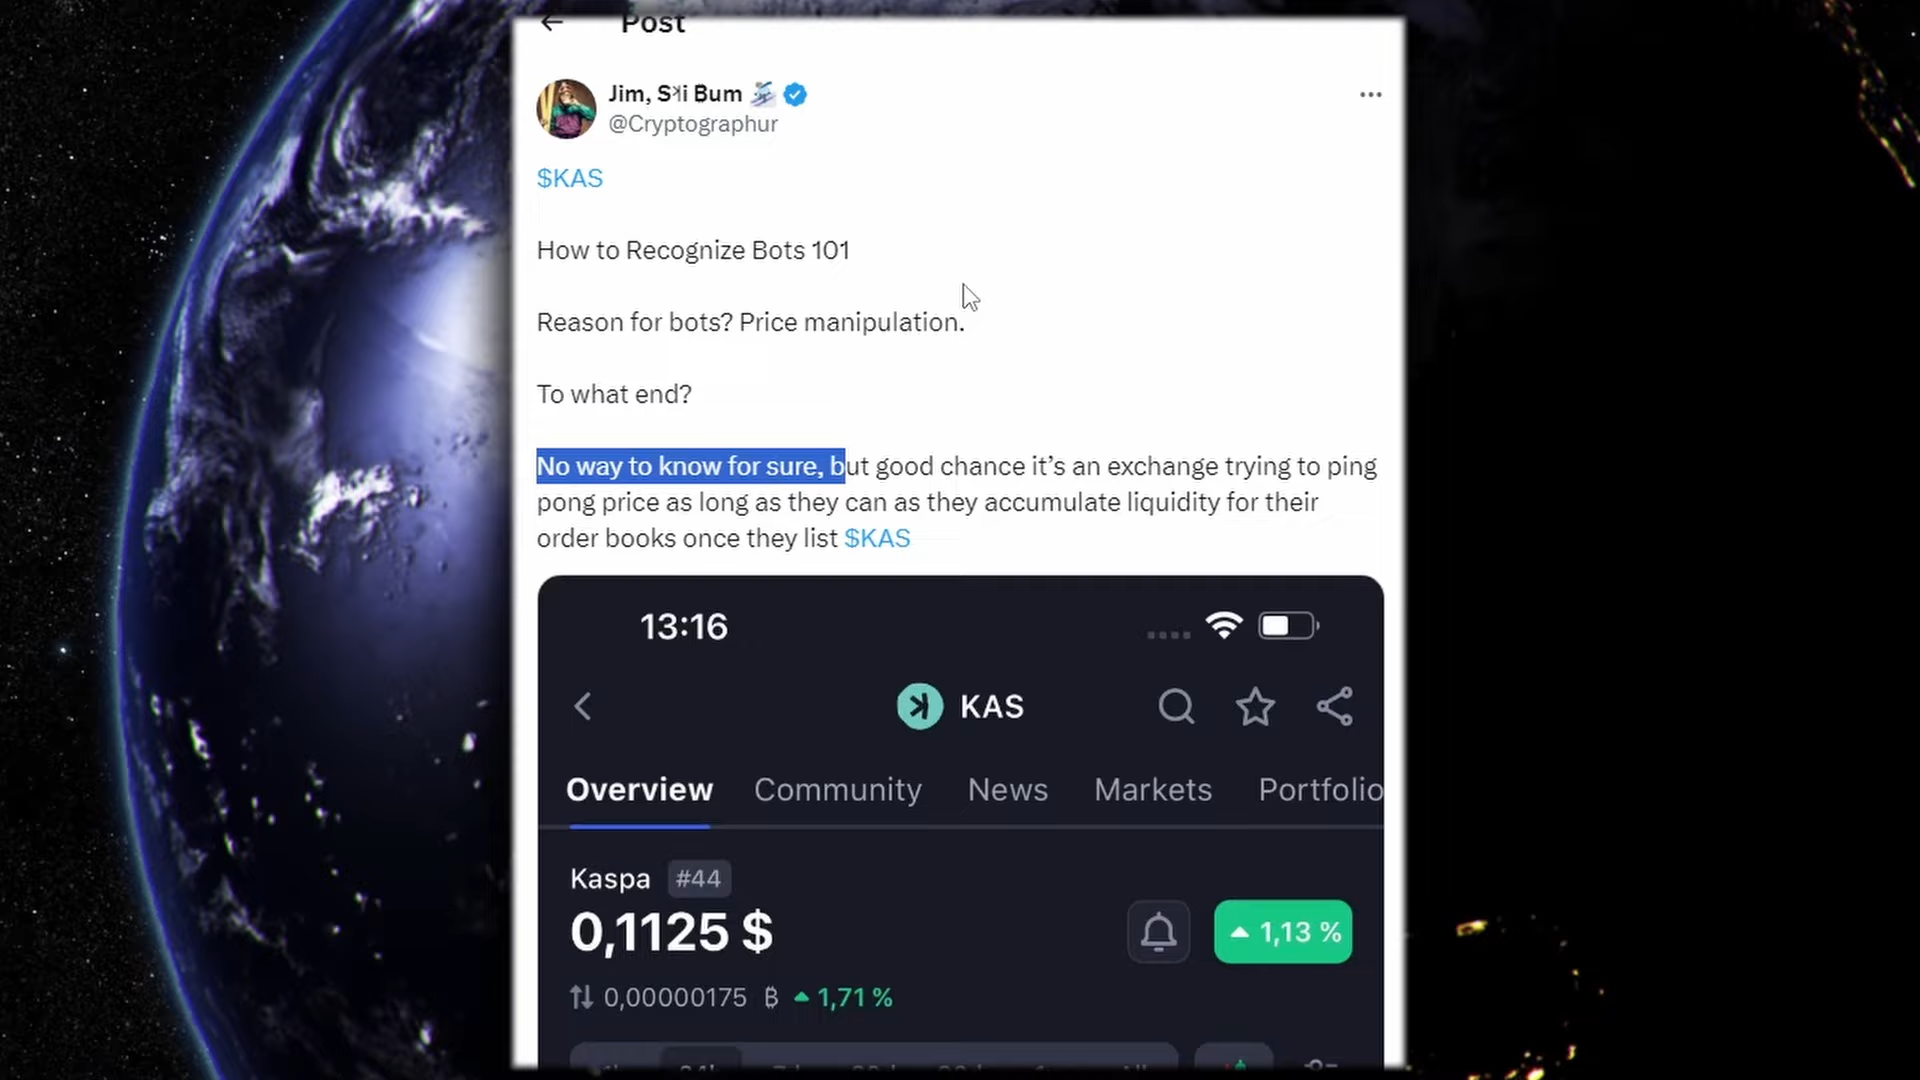 Post
Jim, Sʞi Bum
@Cryptographur
$KAS
How to Recognize Bots 101
Reason for bots? Price manipulation.
To what end?
No way to know for sure, but good chance it’s an exchange trying to ping
pong price as long as they can as they accumulate liquidity for their
order books once they list $KAS
13:16
KAS
Overview Community News Markets Portfolio
Kaspa #44
0,1125 $
1,13 %
0,00000175 ₿ 1,71 %